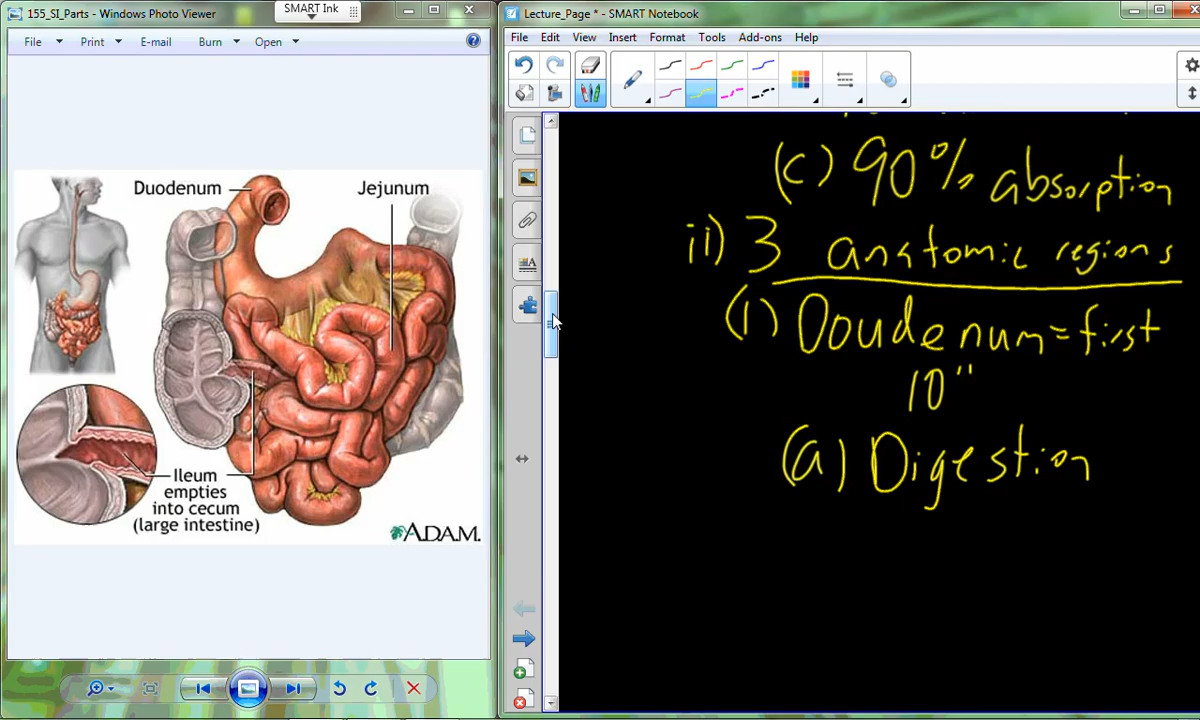 155_SI_Parts - Windows Photo Viewer
SMART Ink
File Print E-mail Burn Open
Duodenum
Jejunum
Ileum
empties
into cecum
(large intestine)
A.D.A.M.
Lecture_Page * - SMART Notebook
File Edit View Insert Format Tools Add-ons Help
(c) 90% absorption
ii) 3 anatomic regions
(1) Doudenum = first
10"
(a) Digestion